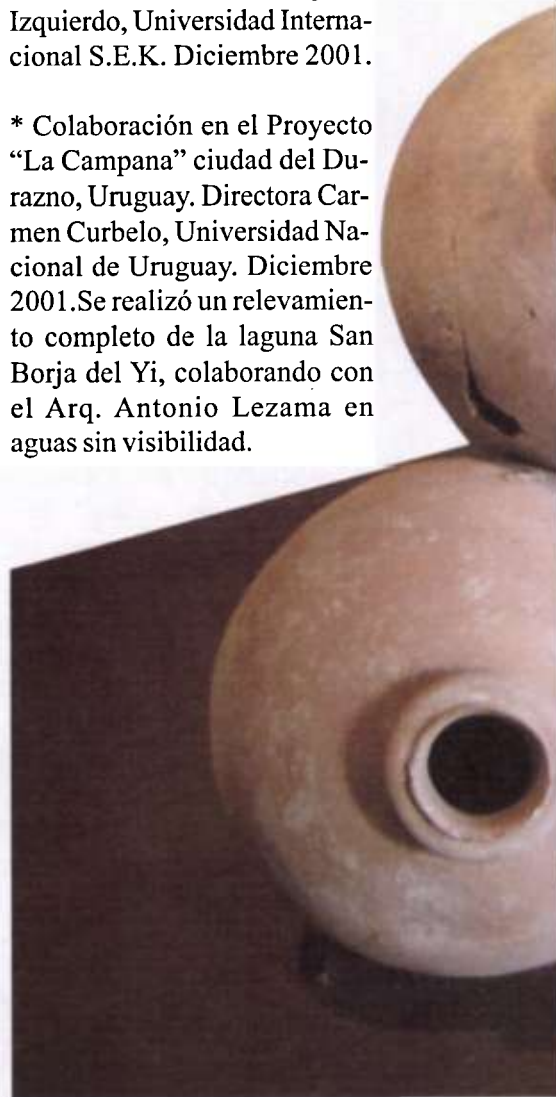 Izquierdo, Universidad Interna-
cional S.E.K. Diciembre 2001.
* Colaboración en el Proyecto
“La Campana” ciudad del Du-
razno, Uruguay. Directora Car-
men Curbelo, Universidad Na-
cional de Uruguay. Diciembre
2001.Se realizó un relevamien-
to completo de la laguna San
Borja del Yi, colaborando con
el Arq. Antonio Lezama en
aguas sin visibilidad.